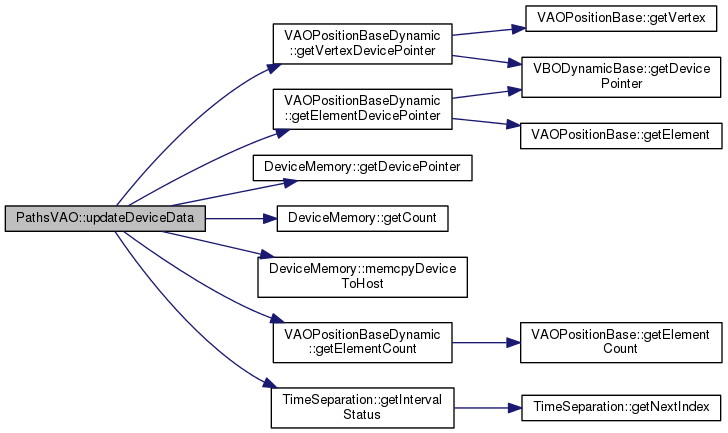 PathsVAO::updateDeviceData
VAOPositionBaseDynamic
::getVertexDevicePointer
VAOPositionBase::getVertex
VBODynamicBase::getDevice
Pointer
VAOPositionBaseDynamic
::getElementDevicePointer
VAOPositionBase::getElement
DeviceMemory::getDevicePointer
DeviceMemory::getCount
DeviceMemory::memcpyDevice
ToHost
VAOPositionBaseDynamic
::getElementCount
VAOPositionBase::getElement
Count
TimeSeparation::getInterval
Status
TimeSeparation::getNextIndex